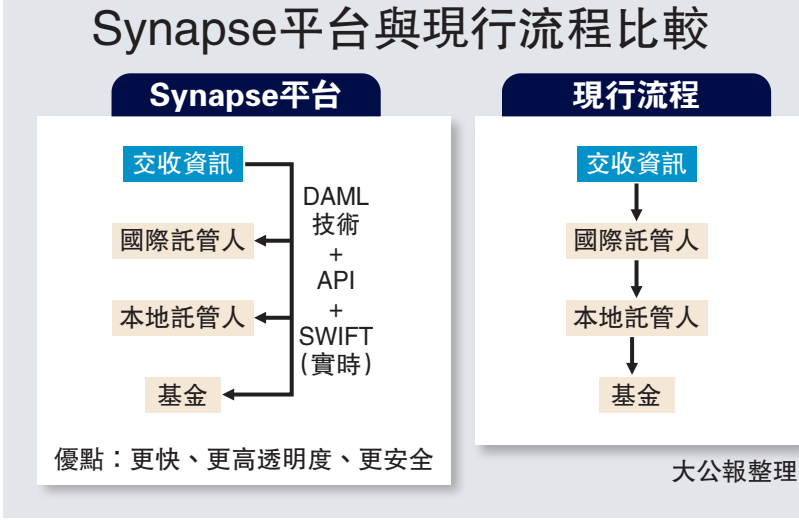 Synapse平台與現行流程比較
Synapse平台
交收資訊
國際託管人
本地託管人
基金
DAML
技術
+
API
+
SWIFT
(實時)
優點：更快、更高透明度、更安全
現行流程
交收資訊
國際託管人
本地託管人
基金
大公報整理